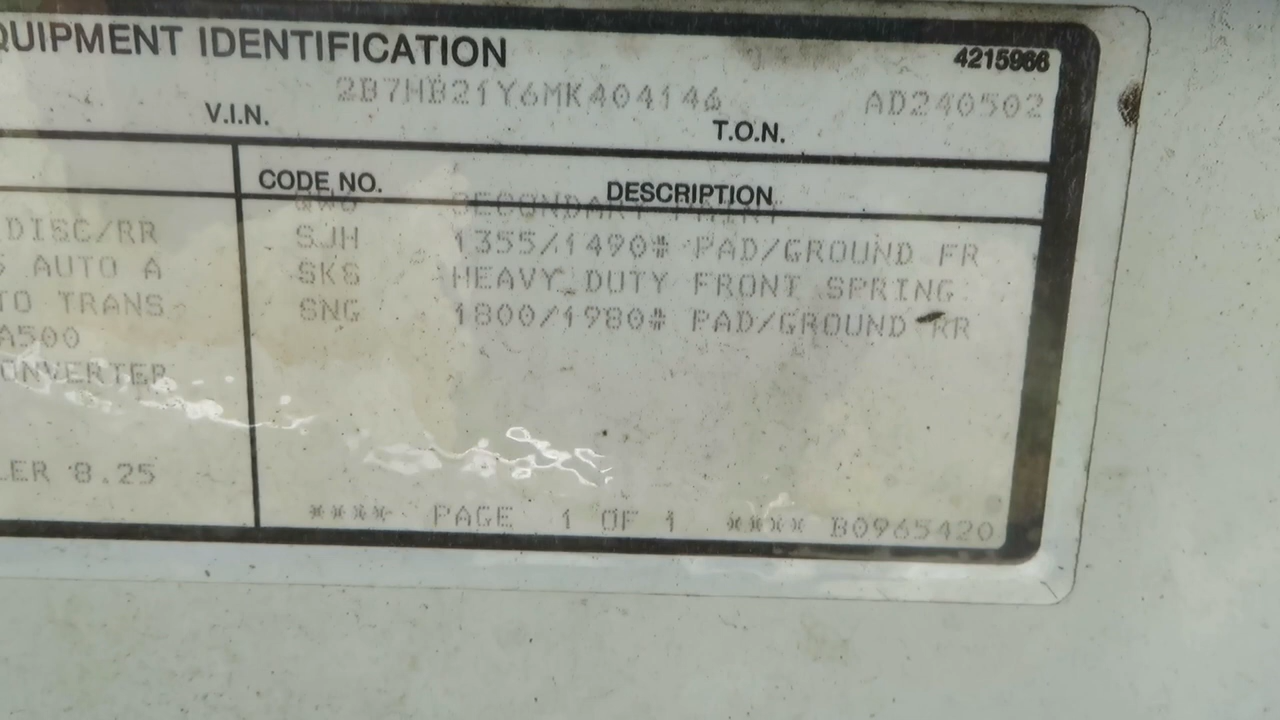 QUIPMENT IDENTIFICATION 4215966
2B7HB21Y6MK404146 AD240502
V.I.N. T.O.N.
CODE NO. DESCRIPTION
SECONDARY PAINT
DISC/RR SJH 1355/1490# PAD/GROUND FR
S AUTO A SKS HEAVY DUTY FRONT SPRING
TO TRANS SNG 1800/1980# PAD/GROUND RR
A500
ONVERTER
LER 8.25
**** PAGE 1 OF 1 **** B0965420